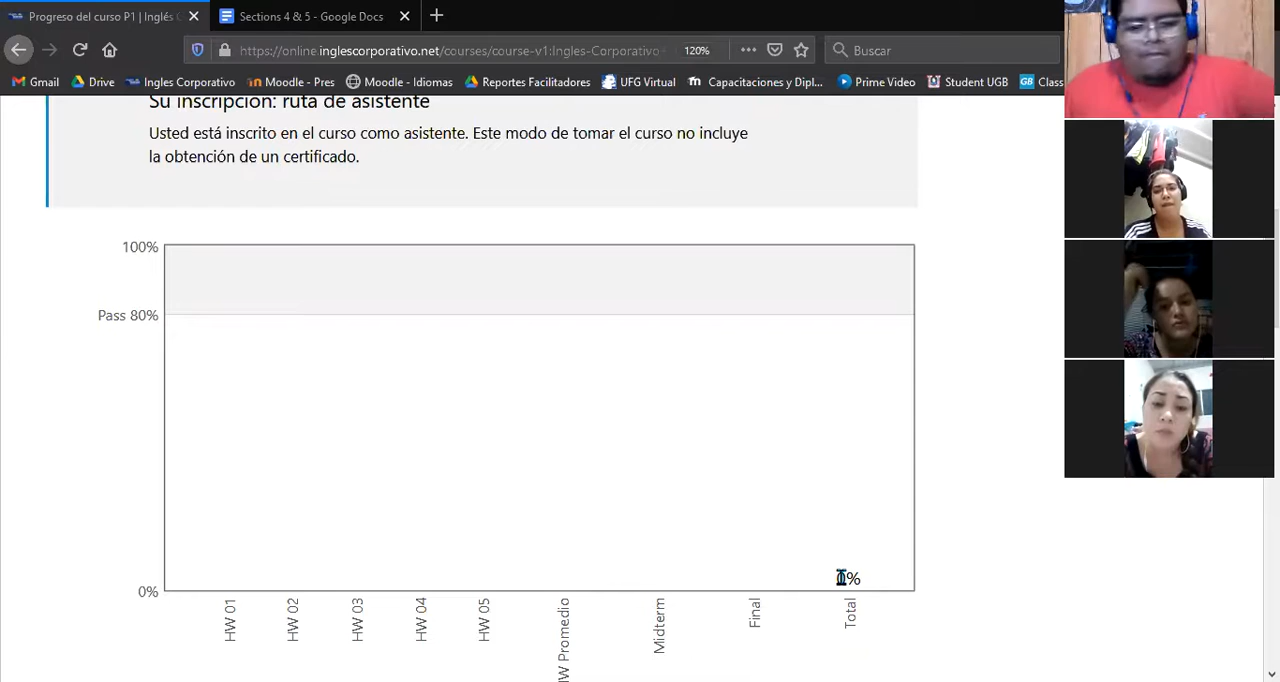 Progreso del curso P1 | Inglés C
Sections 4 & 5 - Google Docs
https://online.inglescorporativo.net/courses/course-v1:Ingles-Corporativo
120%
Buscar
Gmail
Drive
Ingles Corporativo
Moodle - Pres
Moodle - Idiomas
Reportes Facilitadores
UFG Virtual
Capacitaciones y Dipl...
Prime Video
Student UGB
GB Class
Su inscripción: ruta de asistente
Usted está inscrito en el curso como asistente. Este modo de tomar el curso no incluye
la obtención de un certificado.
100%
Pass 80%
0%
0%
HW 01
HW 02
HW 03
HW 04
HW 05
HW Promedio
Midterm
Final
Total